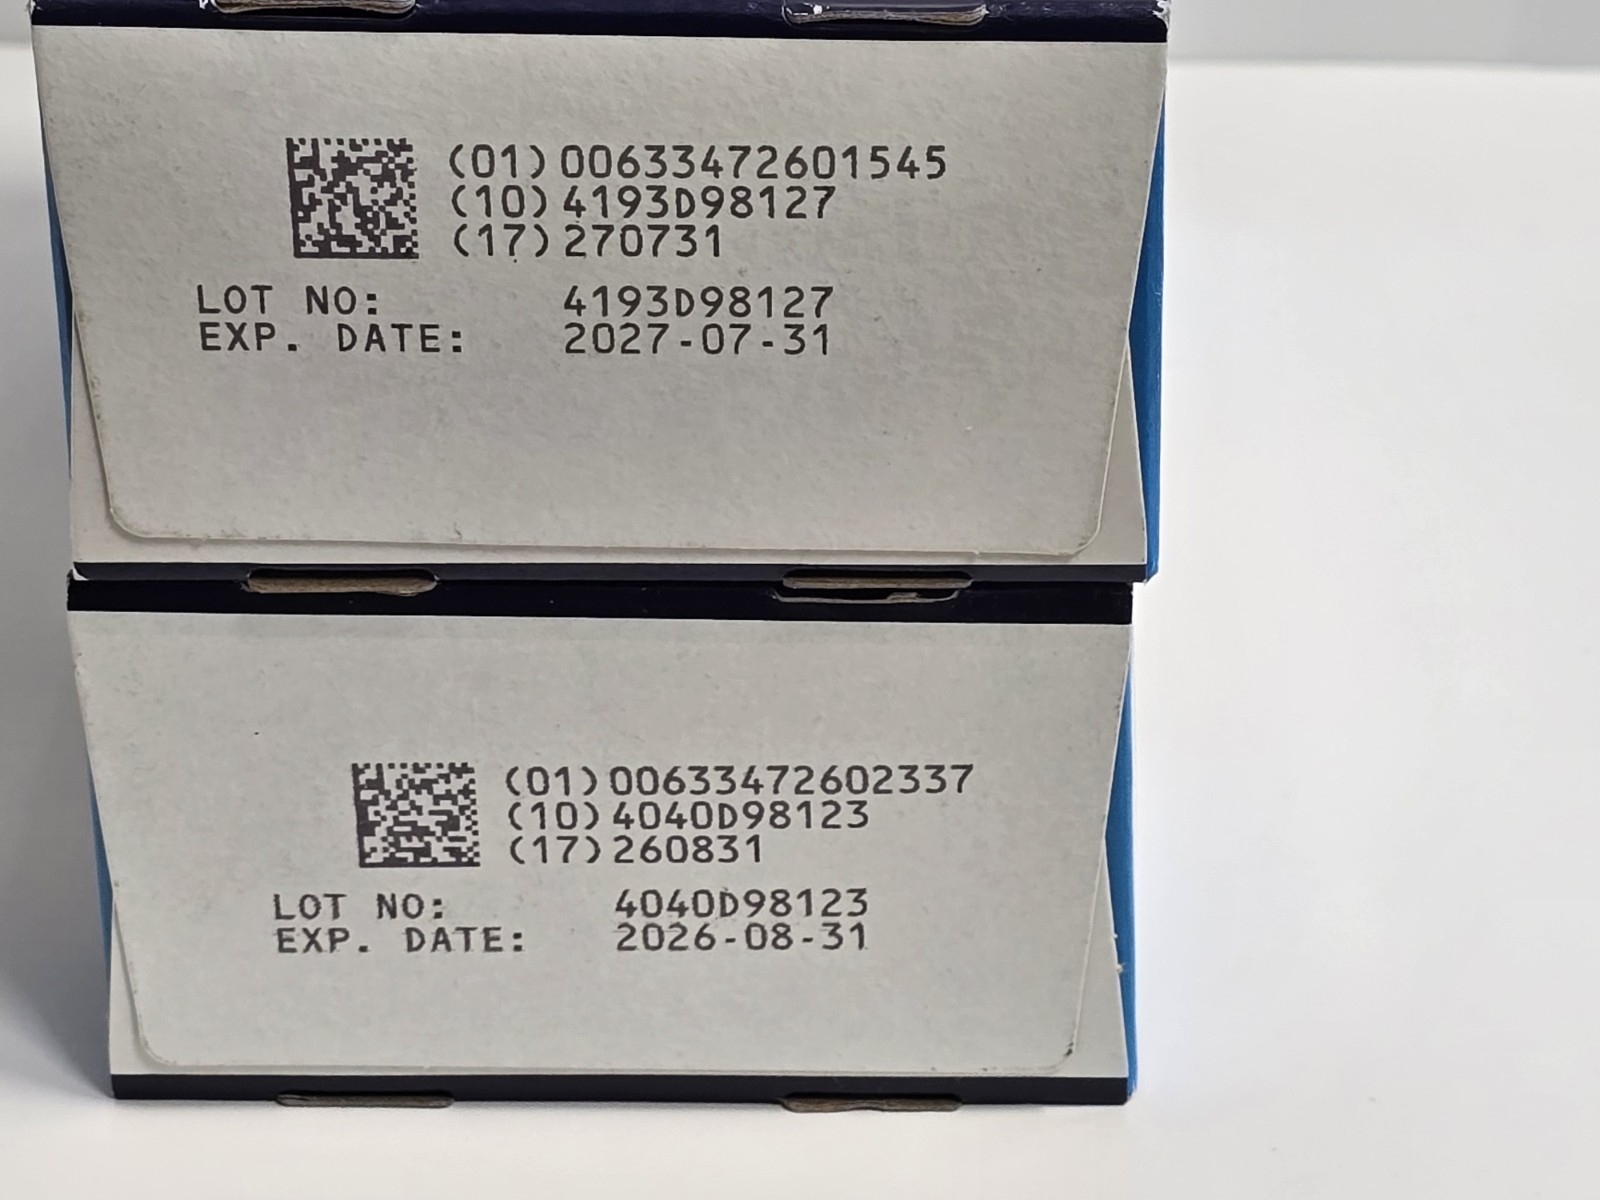 (01)00633472601545
(10)4193D98127
(17)270731
LOT NO: 4193D98127
EXP. DATE: 2027-07-31
(01)00633472602337
(10)4040D98123
(17)260831
LOT NO: 4040D98123
EXP. DATE: 2026-08-31